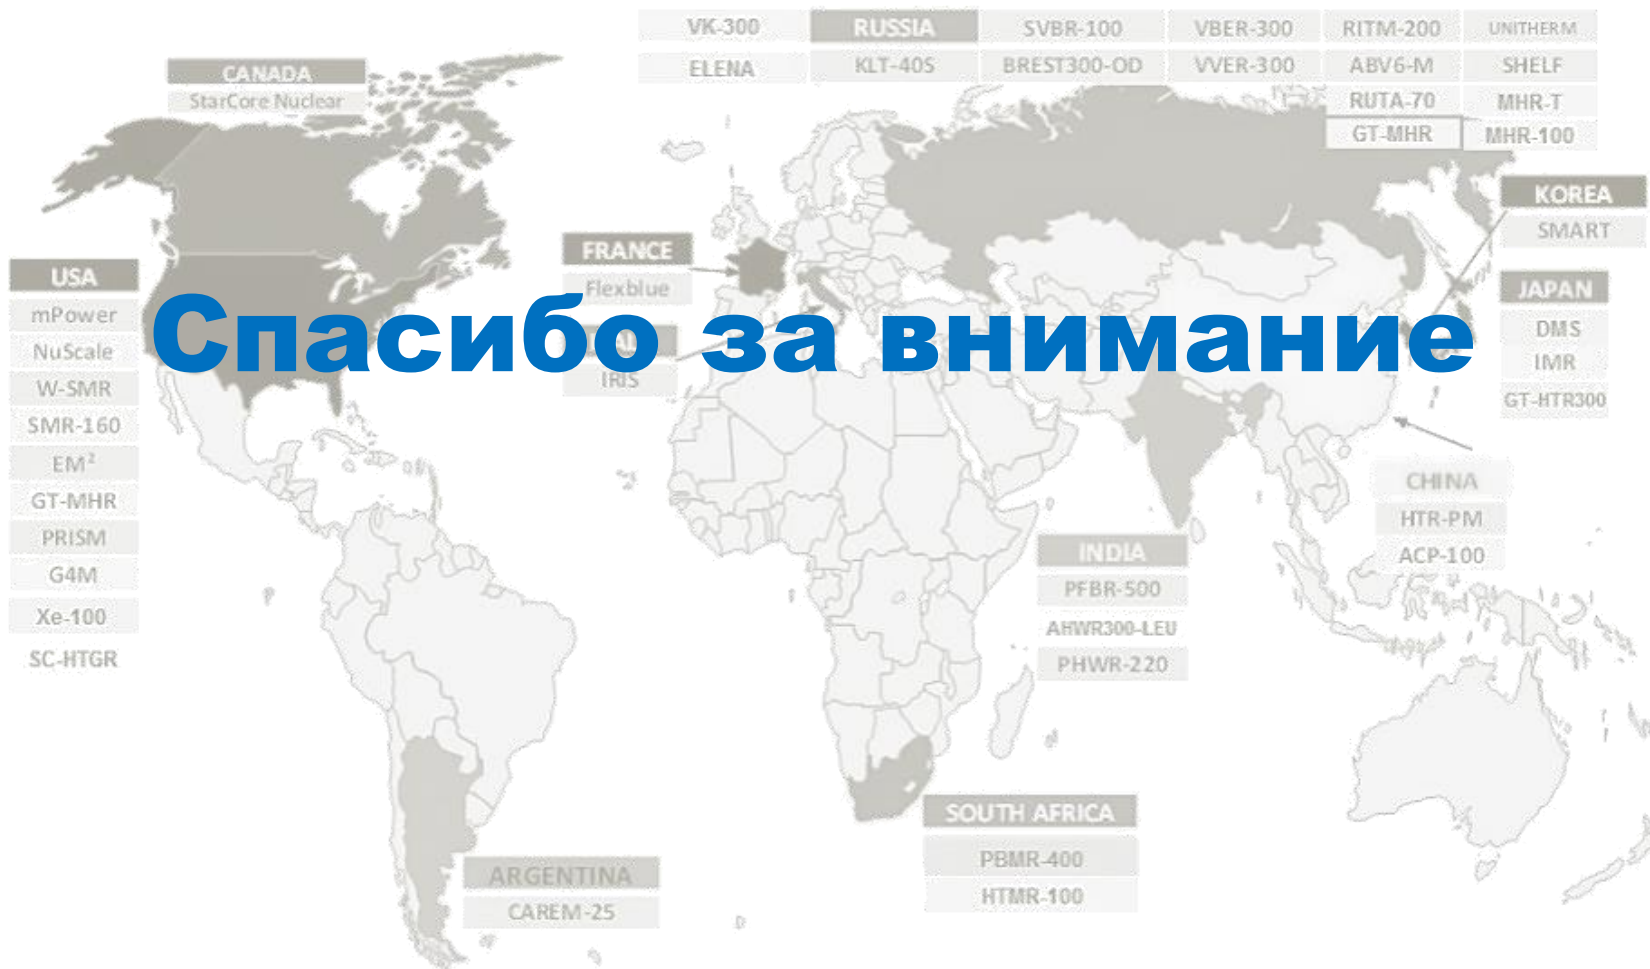 VK-300 RUSSIA SVBR-100 VBER-300 RITM-200 UNITHERM
ELENA KLT-40S BREST300-OD VVER-300 ABV6-M SHELF
RUTA-70 MHR-T
GT-MHR MHR-100
CANADA
StarCore Nuclear
KOREA
SMART
FRANCE
Flexblue
USA
mPower
NuScale
W-SMR
SMR-160
EM²
GT-MHR
PRISM
G4M
Xe-100
SC-HTGR
JAPAN
DMS
IMR
GT-HTR300
Спасибо за внимание
IRIS
CHINA
HTR-PM
ACP-100
INDIA
PFBR-500
AHWR300-LEU
PHWR-220
SOUTH AFRICA
PBMR-400
HTMR-100
ARGENTINA
CAREM-25